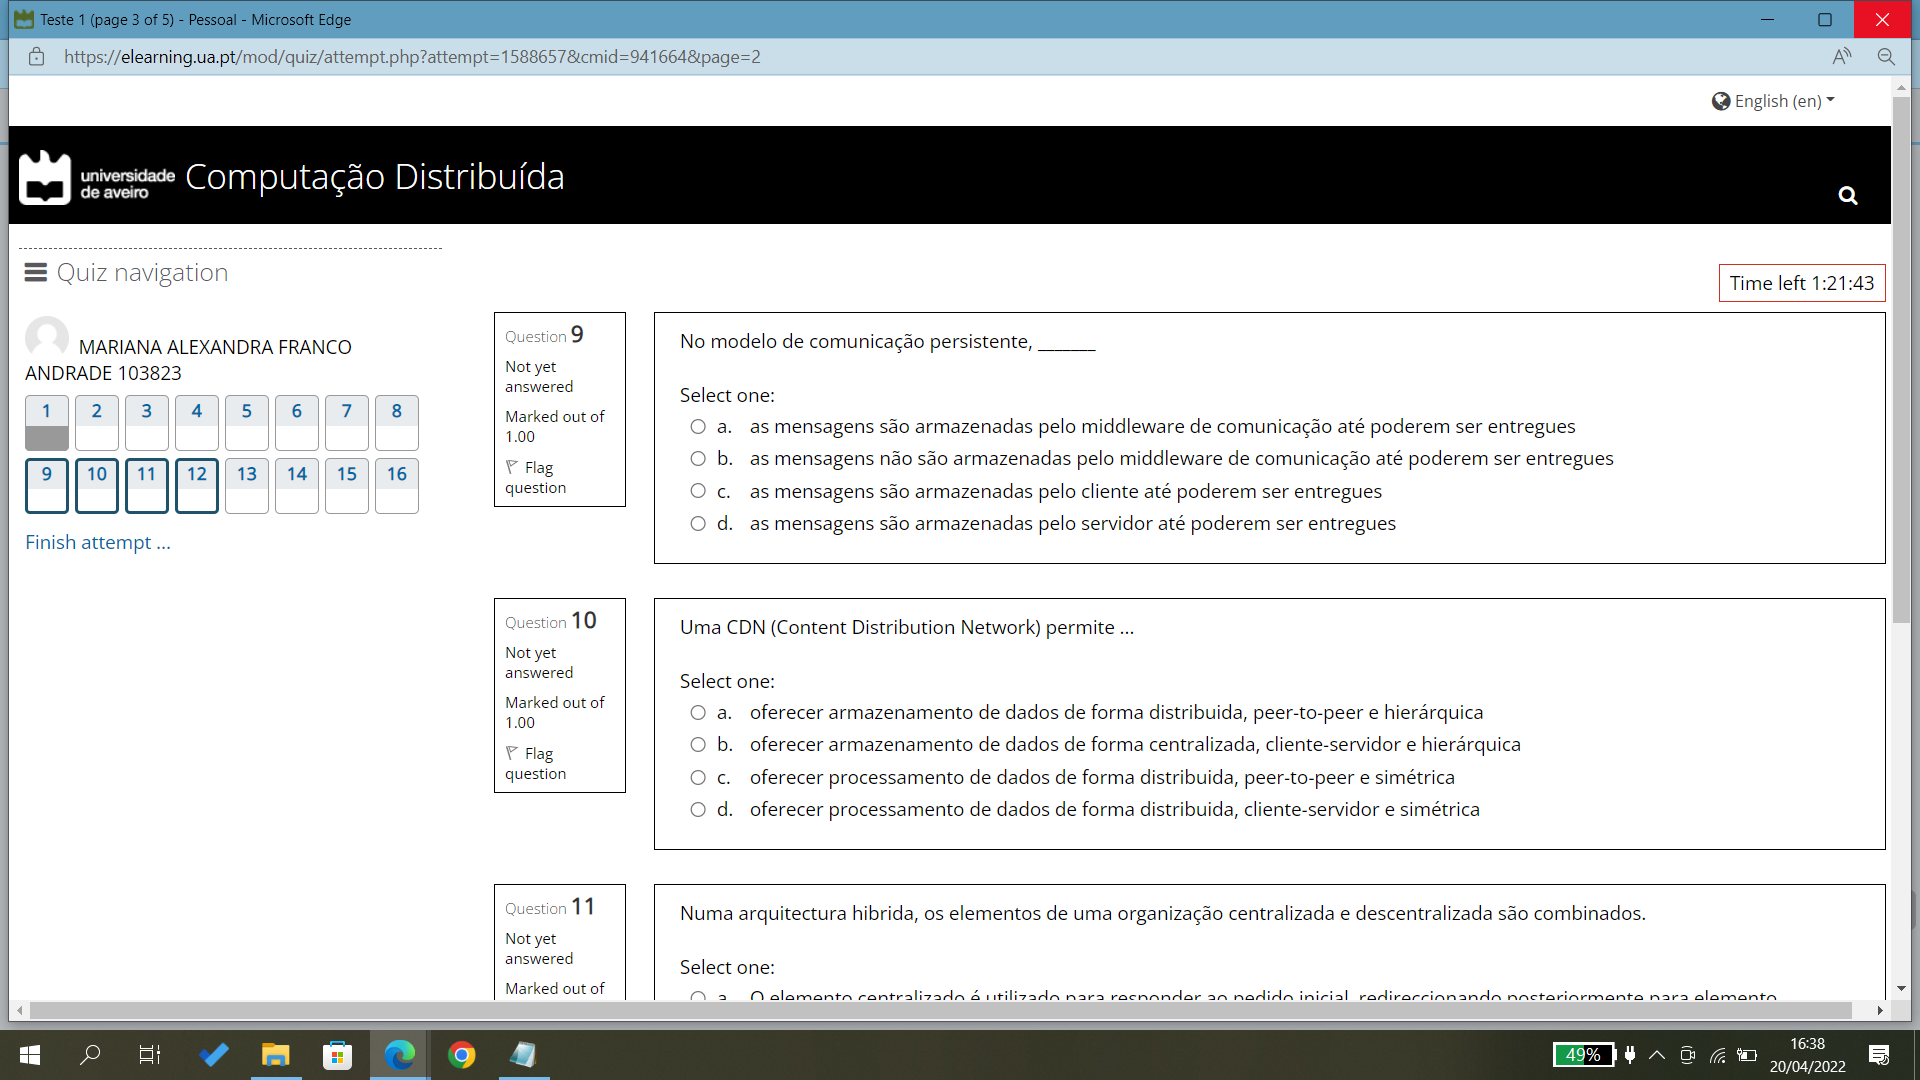 Teste 1 (page 3 of 5) - Pessoal - Microsoft Edge
https://elearning.ua.pt/mod/quiz/attempt.php?attempt=1588657&cmid=941664&page=2
English (en)
universidade de aveiro
Computação Distribuída
Quiz navigation
Time left 1:21:43
MARIANA ALEXANDRA FRANCO
ANDRADE 103823
1 2 3 4 5 6 7 8
9 10 11 12 13 14 15 16
Finish attempt ...
Question 9
Not yet
answered
Marked out of
1.00
Flag
question
No modelo de comunicação persistente, _______
Select one:
a. as mensagens são armazenadas pelo middleware de comunicação até poderem ser entregues
b. as mensagens não são armazenadas pelo middleware de comunicação até poderem ser entregues
c. as mensagens são armazenadas pelo cliente até poderem ser entregues
d. as mensagens são armazenadas pelo servidor até poderem ser entregues
Question 10
Not yet
answered
Marked out of
1.00
Flag
question
Uma CDN (Content Distribution Network) permite ...
Select one:
a. oferecer armazenamento de dados de forma distribuida, peer-to-peer e hierárquica
b. oferecer armazenamento de dados de forma centralizada, cliente-servidor e hierárquica
c. oferecer processamento de dados de forma distribuida, peer-to-peer e simétrica
d. oferecer processamento de dados de forma distribuida, cliente-servidor e simétrica
Question 11
Not yet
answered
Marked out of
Numa arquitectura hibrida, os elementos de uma organização centralizada e descentralizada são combinados.
Select one:
a. O elemento centralizado é utilizado para responder ao pedido inicial, redireccionando posteriormente para elemento
49%
16:38
20/04/2022